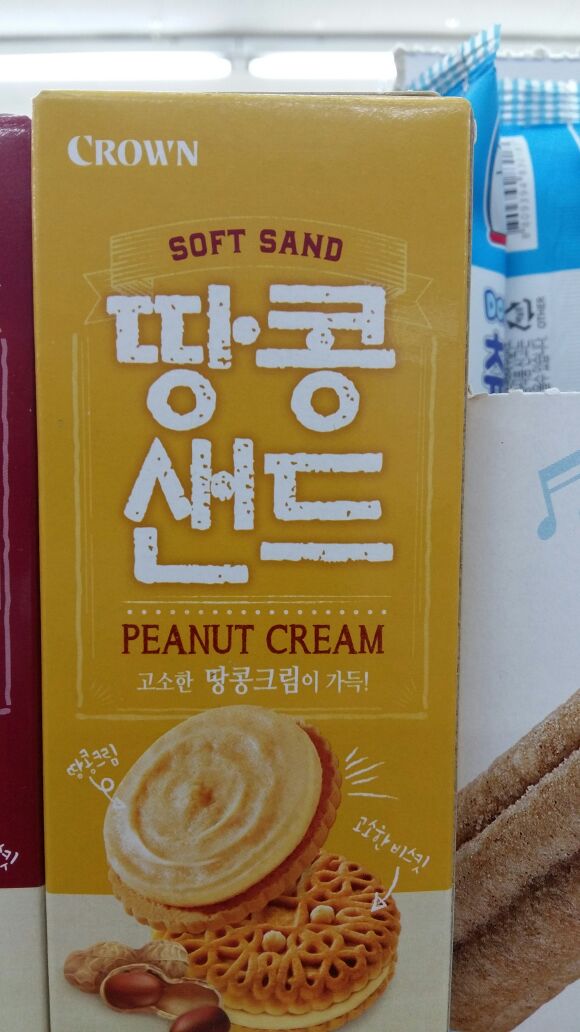 CROWN
SOFT SAND
땅콩
샌드
PEANUT CREAM
고소한 땅콩크림이 가득!
땅콩크림
고소한 비스킷
OTHER